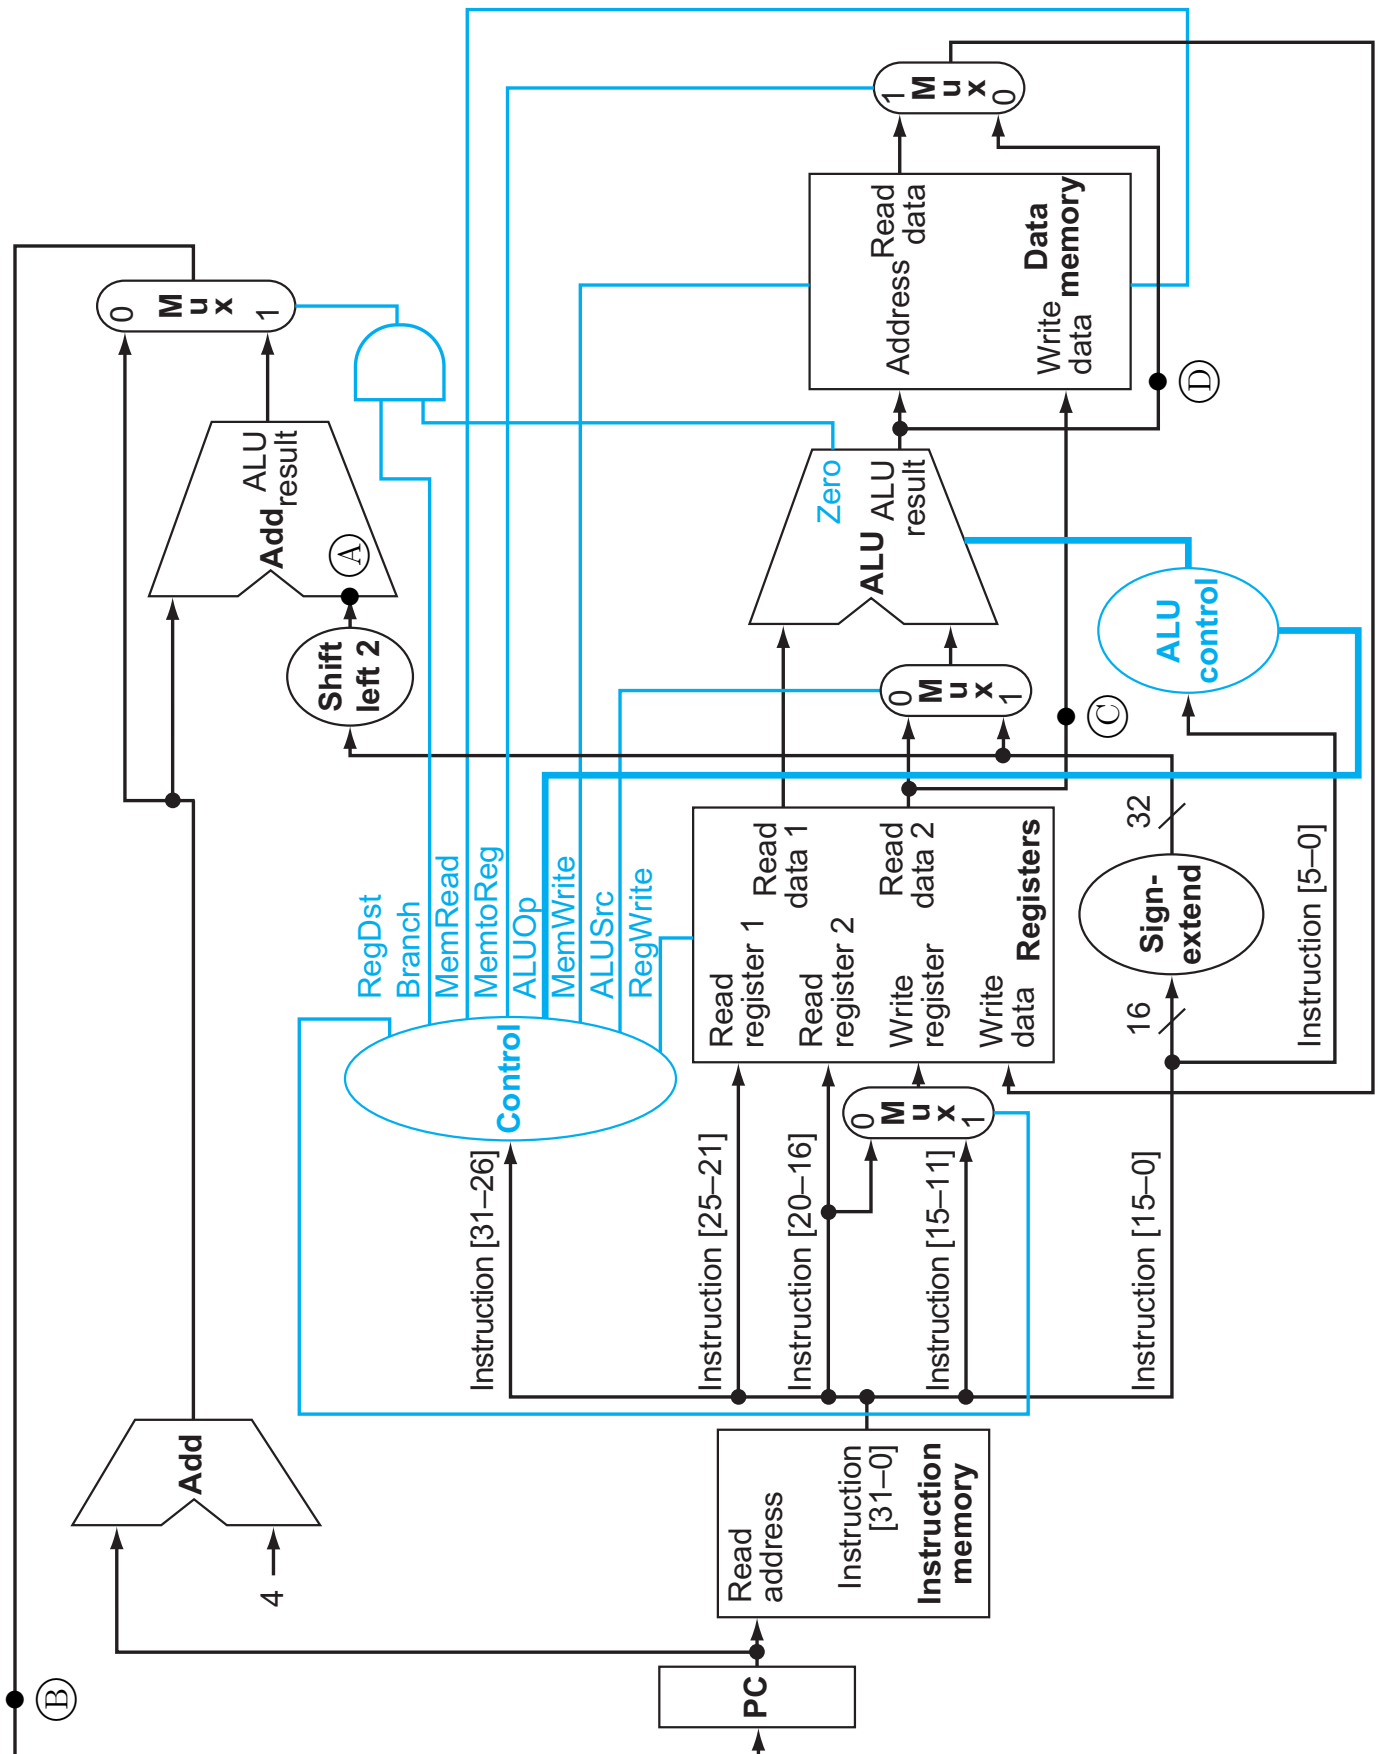 B
PC
4
Add
Read
address
Instruction
[31–0]
Instruction
memory
Instruction [31–26]
Instruction [25–21]
Instruction [20–16]
Instruction [15–11]
Instruction [15–0]
Instruction [5–0]
0
M
u
x
1
Control
RegDst
Branch
MemRead
MemtoReg
ALUOp
MemWrite
ALUSrc
RegWrite
Read
register 1
Read
register 2
Write
register
Write
data
Read
data 1
Read
data 2
Registers
16
Sign-
extend
32
Shift
left 2
A
Add
ALU
result
0
M
u
x
1
C
ALU
control
Zero
ALU
ALU
result
0
M
u
x
1
D
Address
Read
data
Write
data
Data
memory
1
M
u
x
0